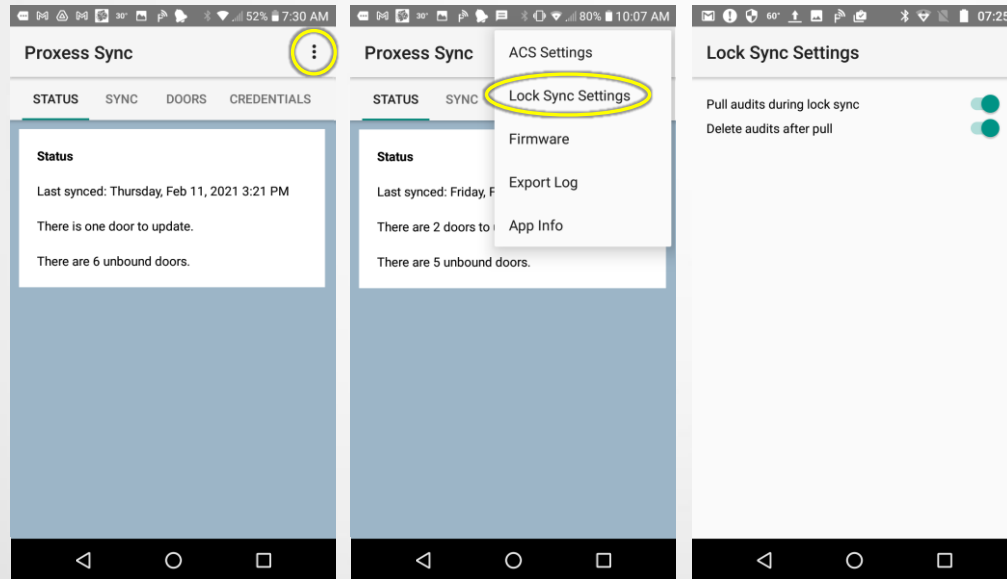 30° 52% 7:30 AM
Proxess Sync
STATUS SYNC DOORS CREDENTIALS
Status
Last synced: Thursday, Feb 11, 2021 3:21 PM
There is one door to update.
There are 6 unbound doors.
30° 80% 10:07 AM
Proxess Sync
STATUS SYNC
Status
Last synced: Friday, F
There are 2 doors to
There are 5 unbound doors.
ACS Settings
Lock Sync Settings
Firmware
Export Log
App Info
60° 07:25
Lock Sync Settings
Pull audits during lock sync
Delete audits after pull